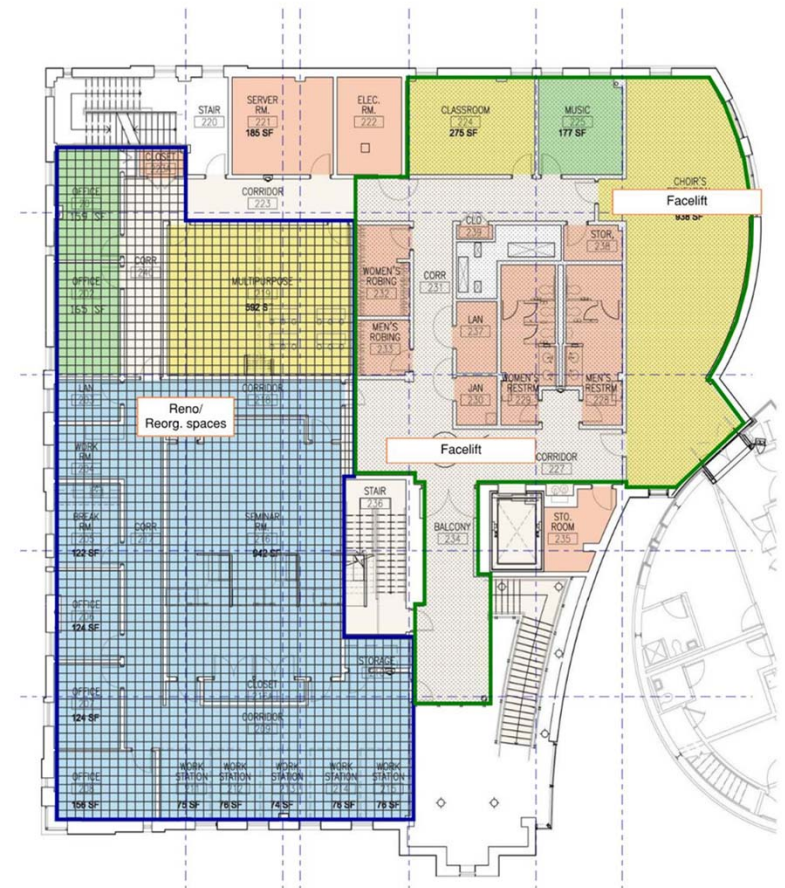 STAIR
220
SERVER
RM.
221
185 SF
ELEC.
RM.
222
CLASSROOM
224
275 SF
MUSIC
225
177 SF
CLOSET
CORRIDOR
223
CHOIR'S
Facelift
938 SF
OFFICE
159 SF
CORR
OFFICE
165 SF
MULTIPURPOSE
592 S
CLO
239
STOR.
238
WOMEN'S
ROBING
232
CORR
231
MEN'S
ROBING
233
LAN
237
JAN
230
WOMEN'S
RESTRM
229
MEN'S
RESTRM
228
LAN
CORRIDOR
Reno/
Reorg. spaces
Facelift
CORRIDOR
227
WORK
RM.
STAIR
236
BALCONY
234
STO.
ROOM
235
BREAK
RM.
122 SF
CORR
SEMINAR
RM.
942 SF
OFFICE
124 SF
STORAGE
OFFICE
124 SF
CLOSET
CORRIDOR
OFFICE
156 SF
WORK
STATION
75 SF
WORK
STATION
76 SF
WORK
STATION
74 SF
WORK
STATION
76 SF
WORK
STATION
76 SF